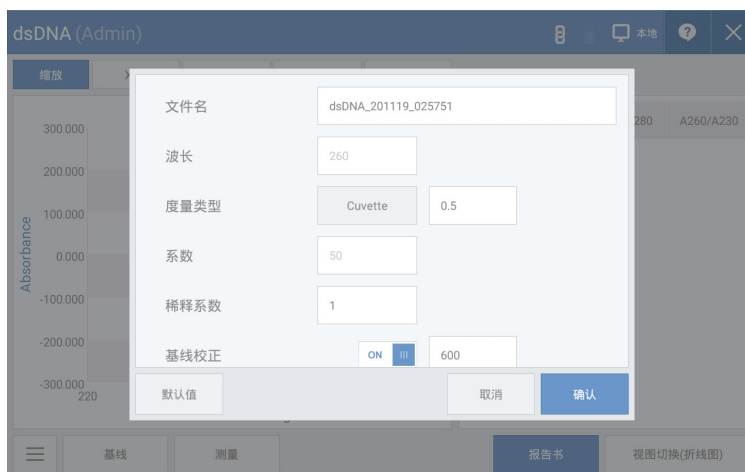 dsDNA (Admin)
本地
缩放
X
280 A260/A230
文件名 dsDNA_201119_025751
波长 260
度量类型 Cuvette 0.5
系数 50
稀释系数 1
基线校正 ON 600
默认值 取消 确认
Absorbance
300.000
200.000
100.000
0.000
-100.000
-200.000
-300.000
220
基线 测量 报告书 视图切换(折线图)